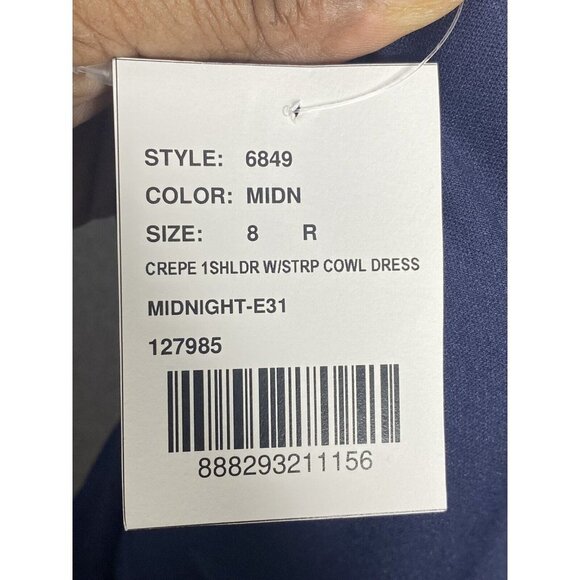 STYLE: 6849
COLOR: MIDN
SIZE: 8 R
CREPE 1SHLDR W/STRP COWL DRESS
MIDNIGHT-E31
127985
888293211156